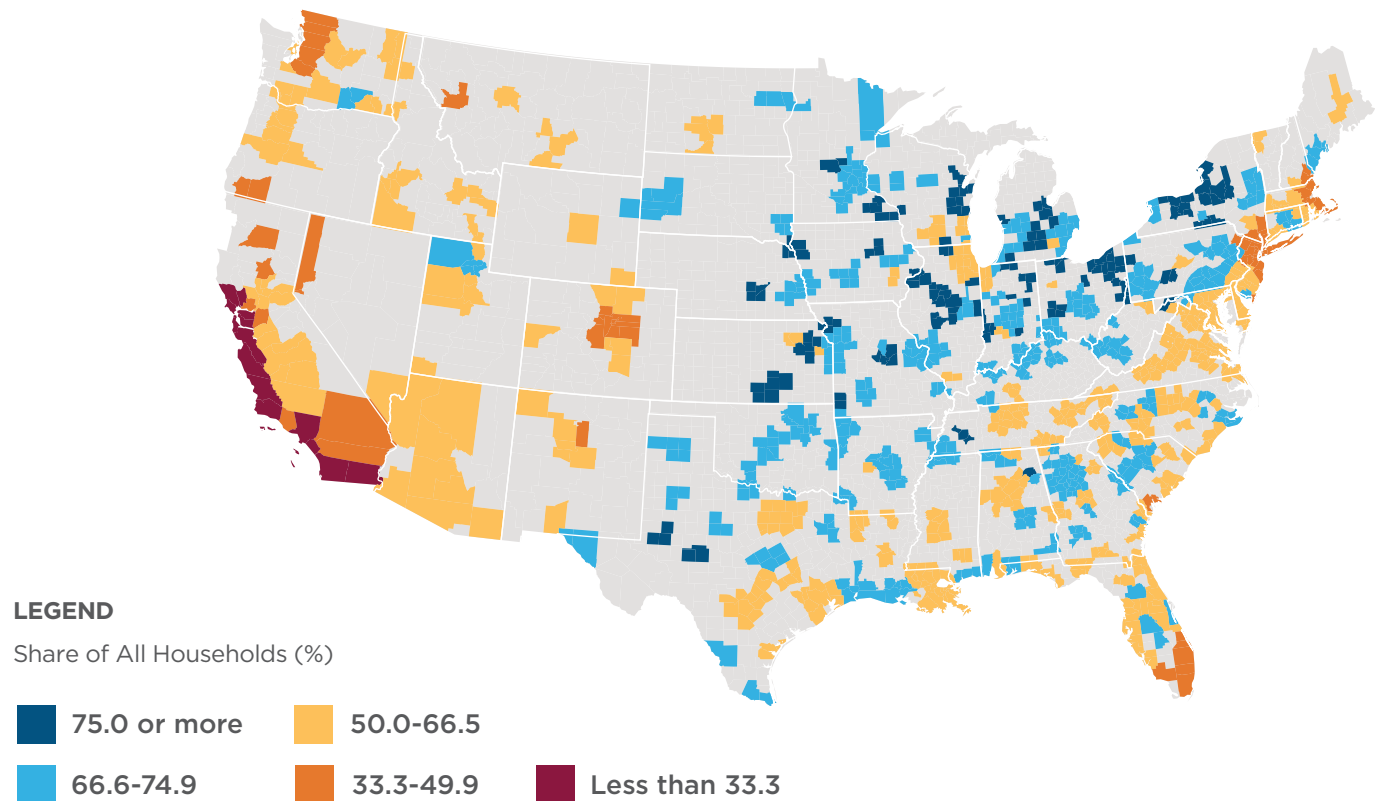 LEGEND
Share of All Households (%)
75.0 or more
50.0-66.5
66.6-74.9
33.3-49.9
Less than 33.3